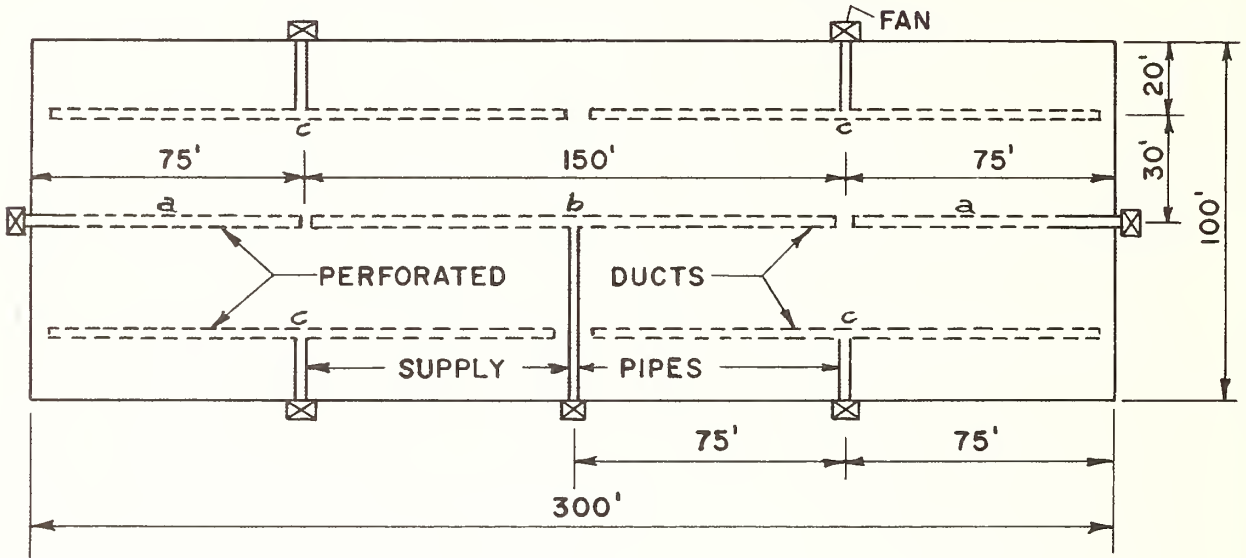 FAN
20'
c
c
75'
150'
75'
30'
100'
a
b
a
PERFORATED
DUCTS
c
c
SUPPLY
PIPES
75'
75'
300'